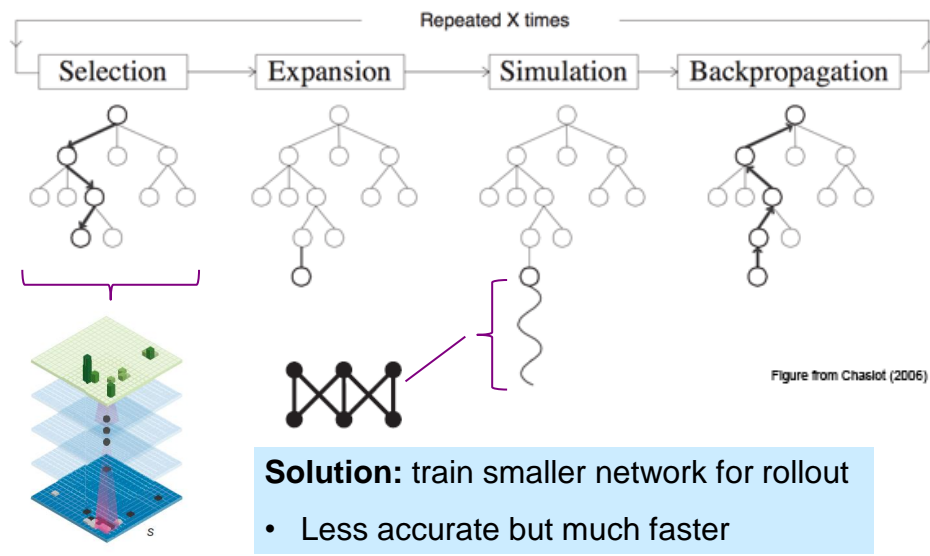 Repeated X times
Selection
Expansion
Simulation
Backpropagation
Figure from Chaslot (2006)
s
Solution: train smaller network for rollout
• Less accurate but much faster